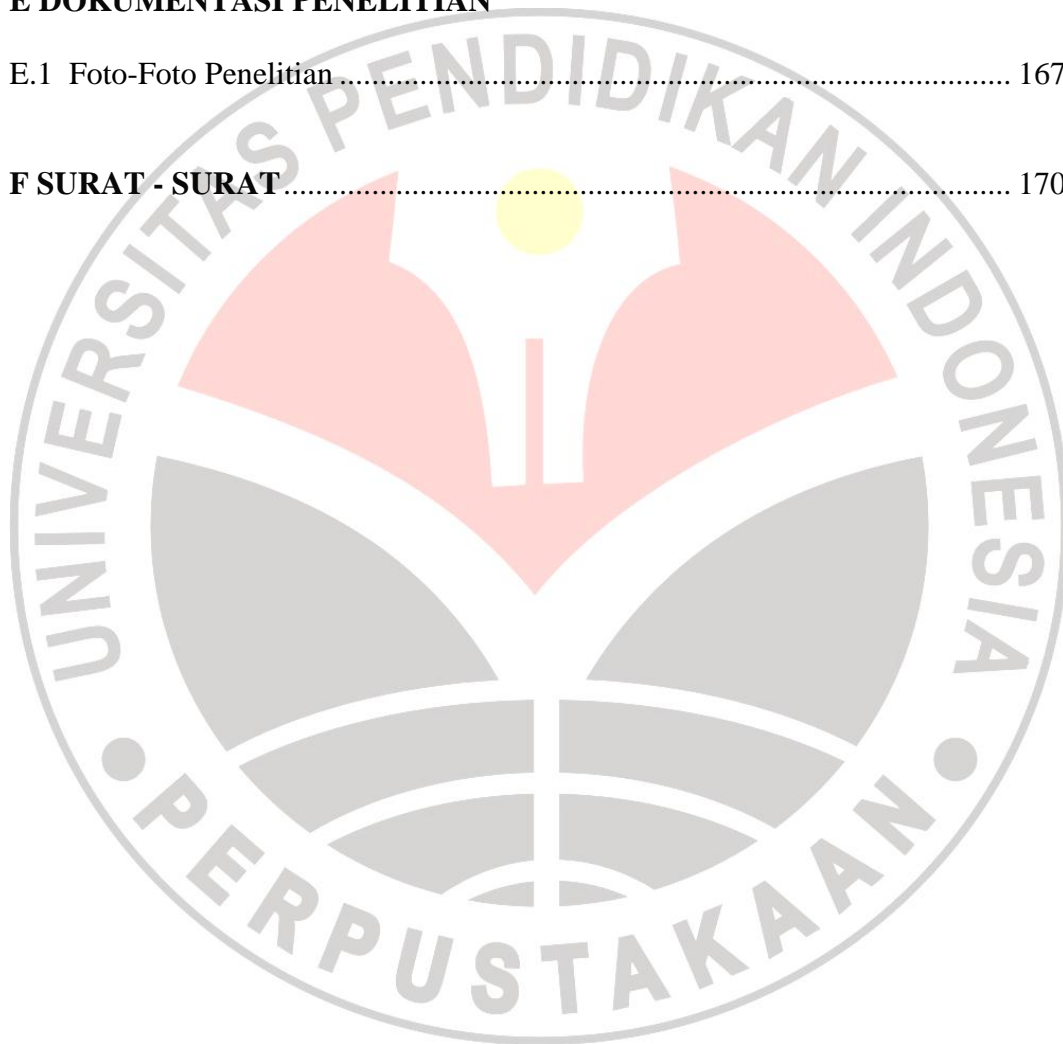 E DOKUMENTASI PENELITIAN
E.1 Foto-Foto Penelitian ........................................................................................ 167
F SURAT - SURAT ............................................................................................... 170
UNIVERSITAS PENDIDIKAN INDONESIA
PERPUSTAKAAN